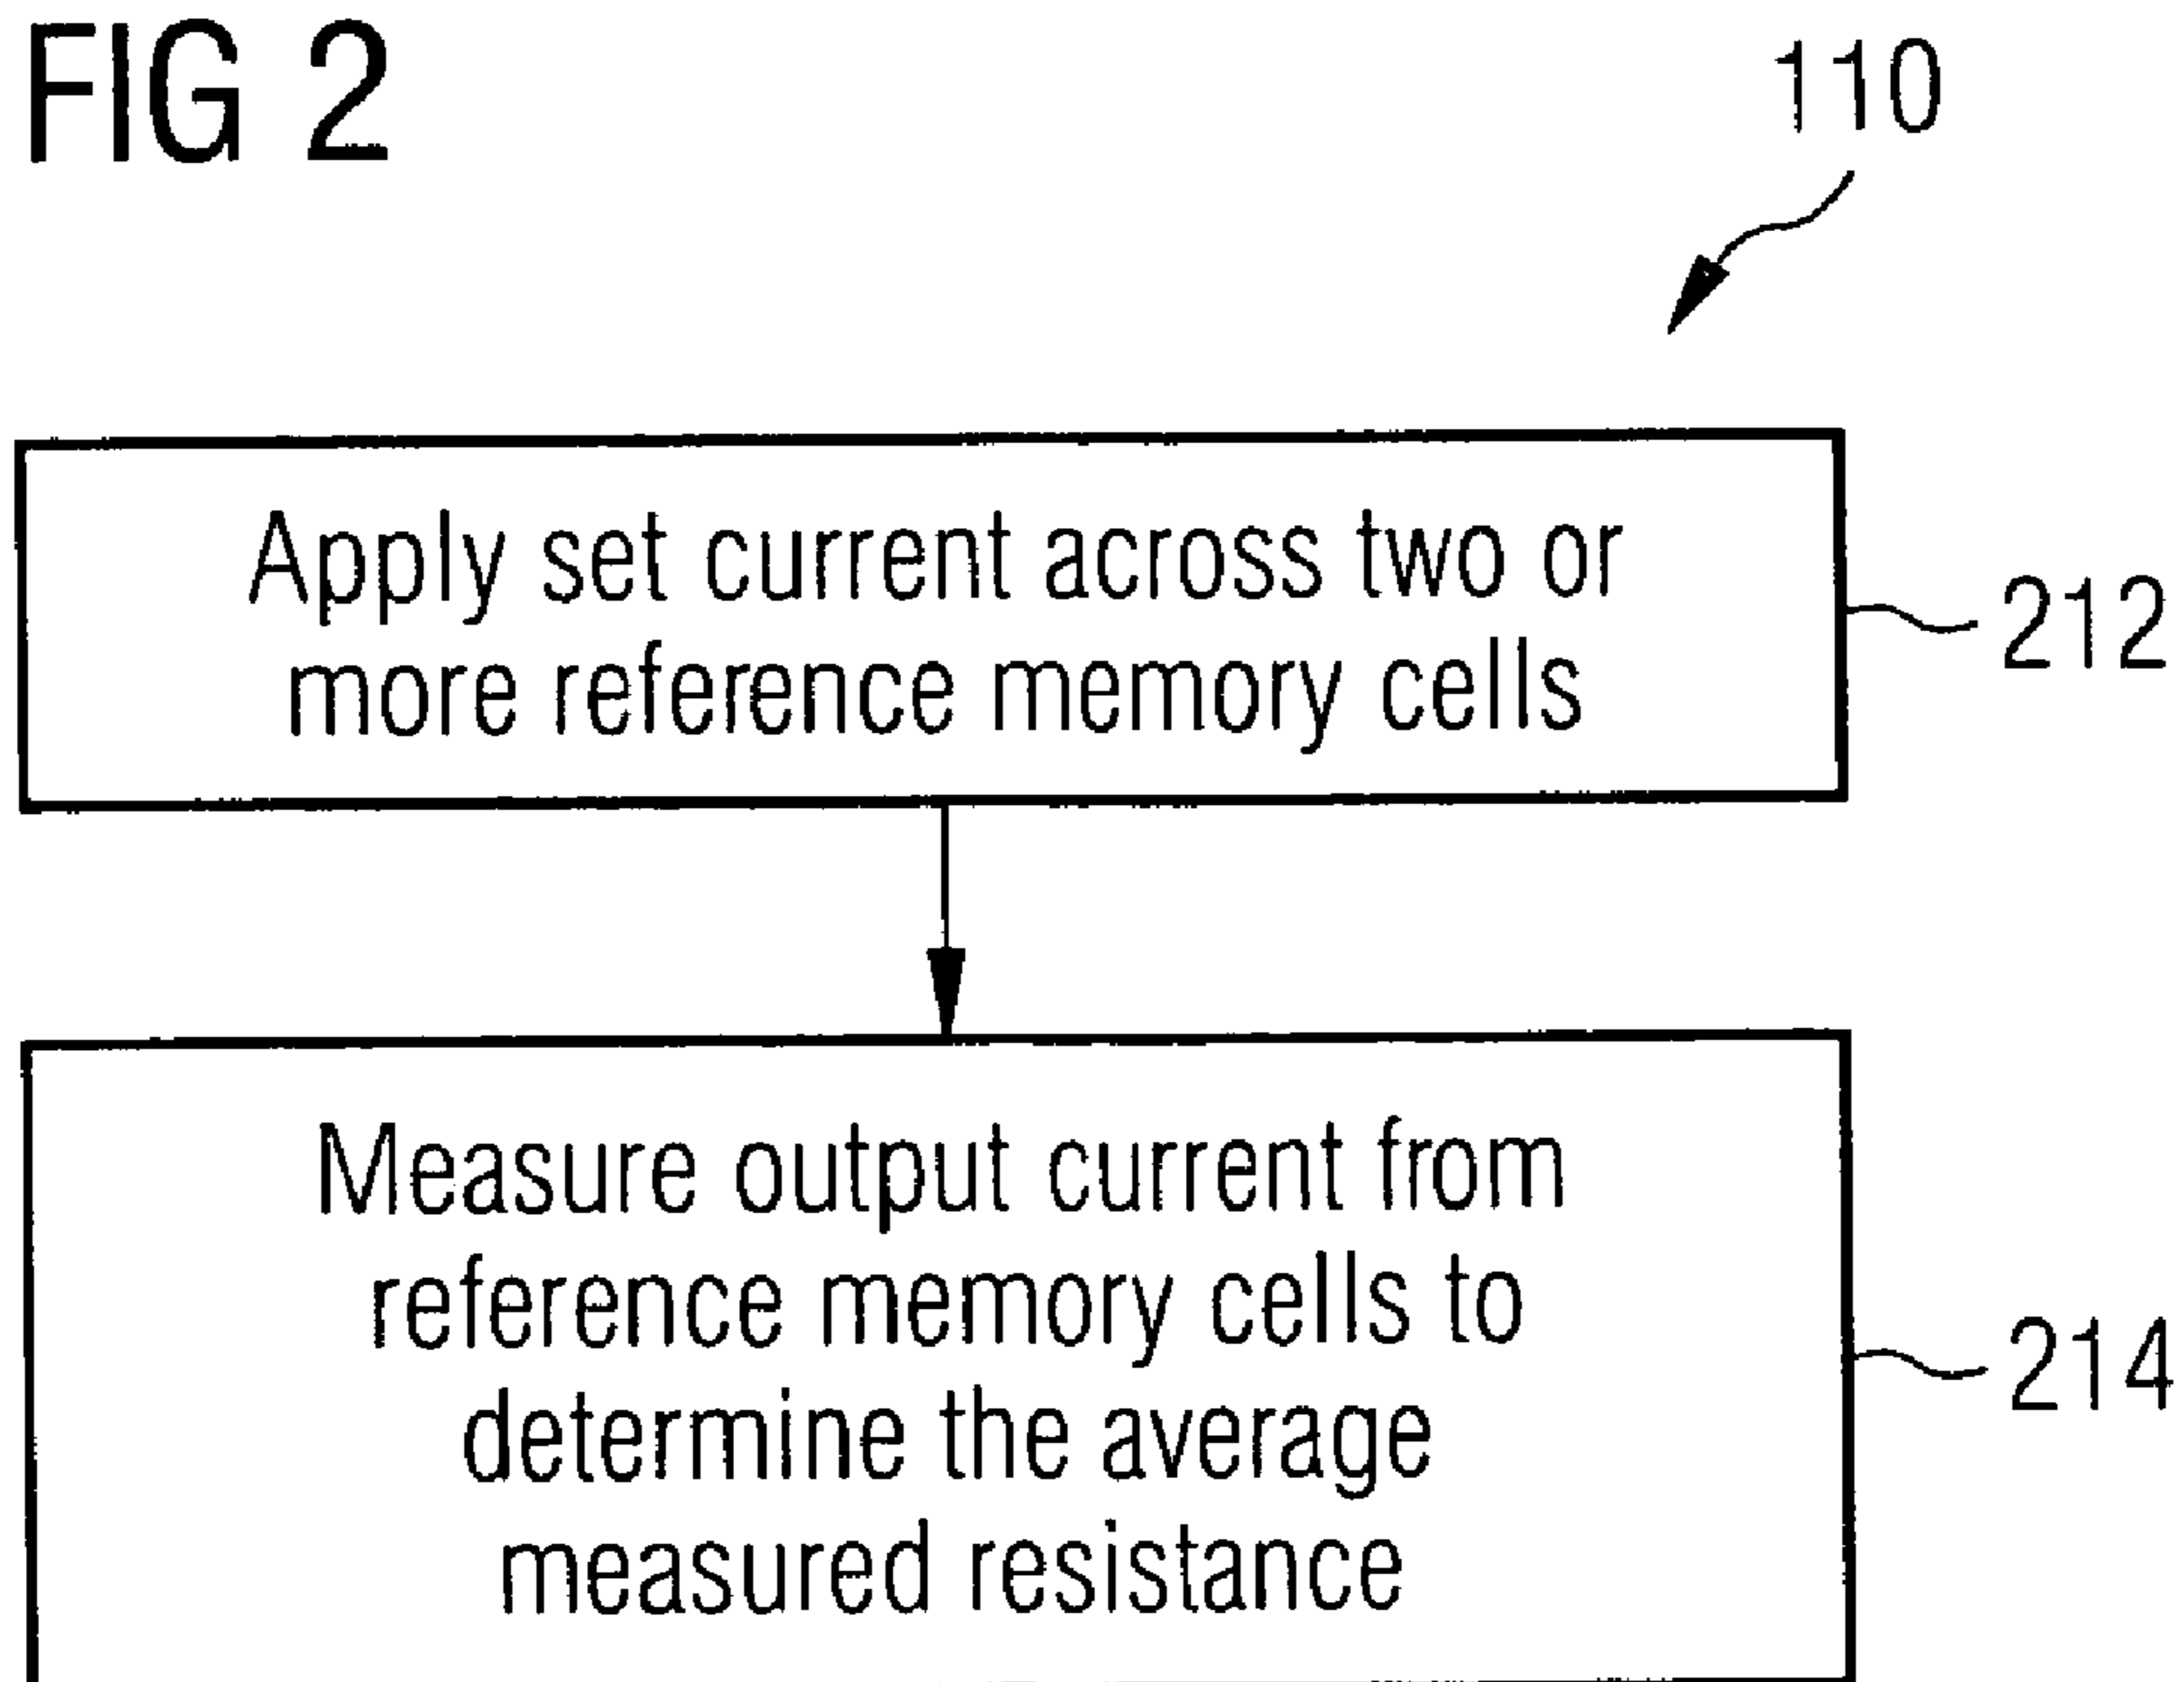 FIG 2
110
Apply set current across two or
more reference memory cells
212
Measure output current from
reference memory cells to
determine the average
measured resistance
214